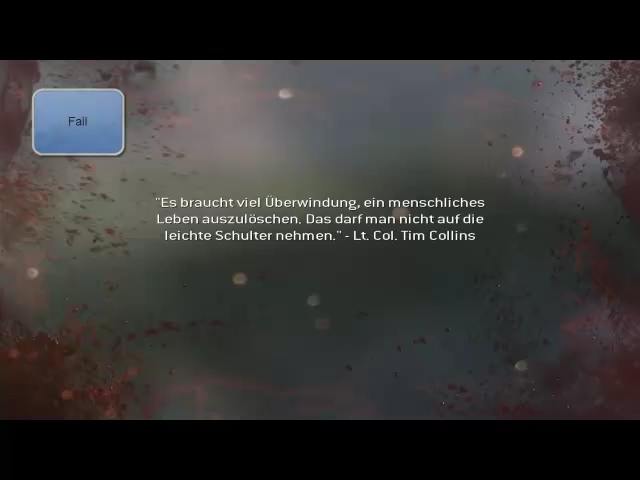 Fail
"Es braucht viel Überwindung, ein menschliches
Leben auszulöschen. Das darf man nicht auf die
leichte Schulter nehmen." - Lt. Col. Tim Collins